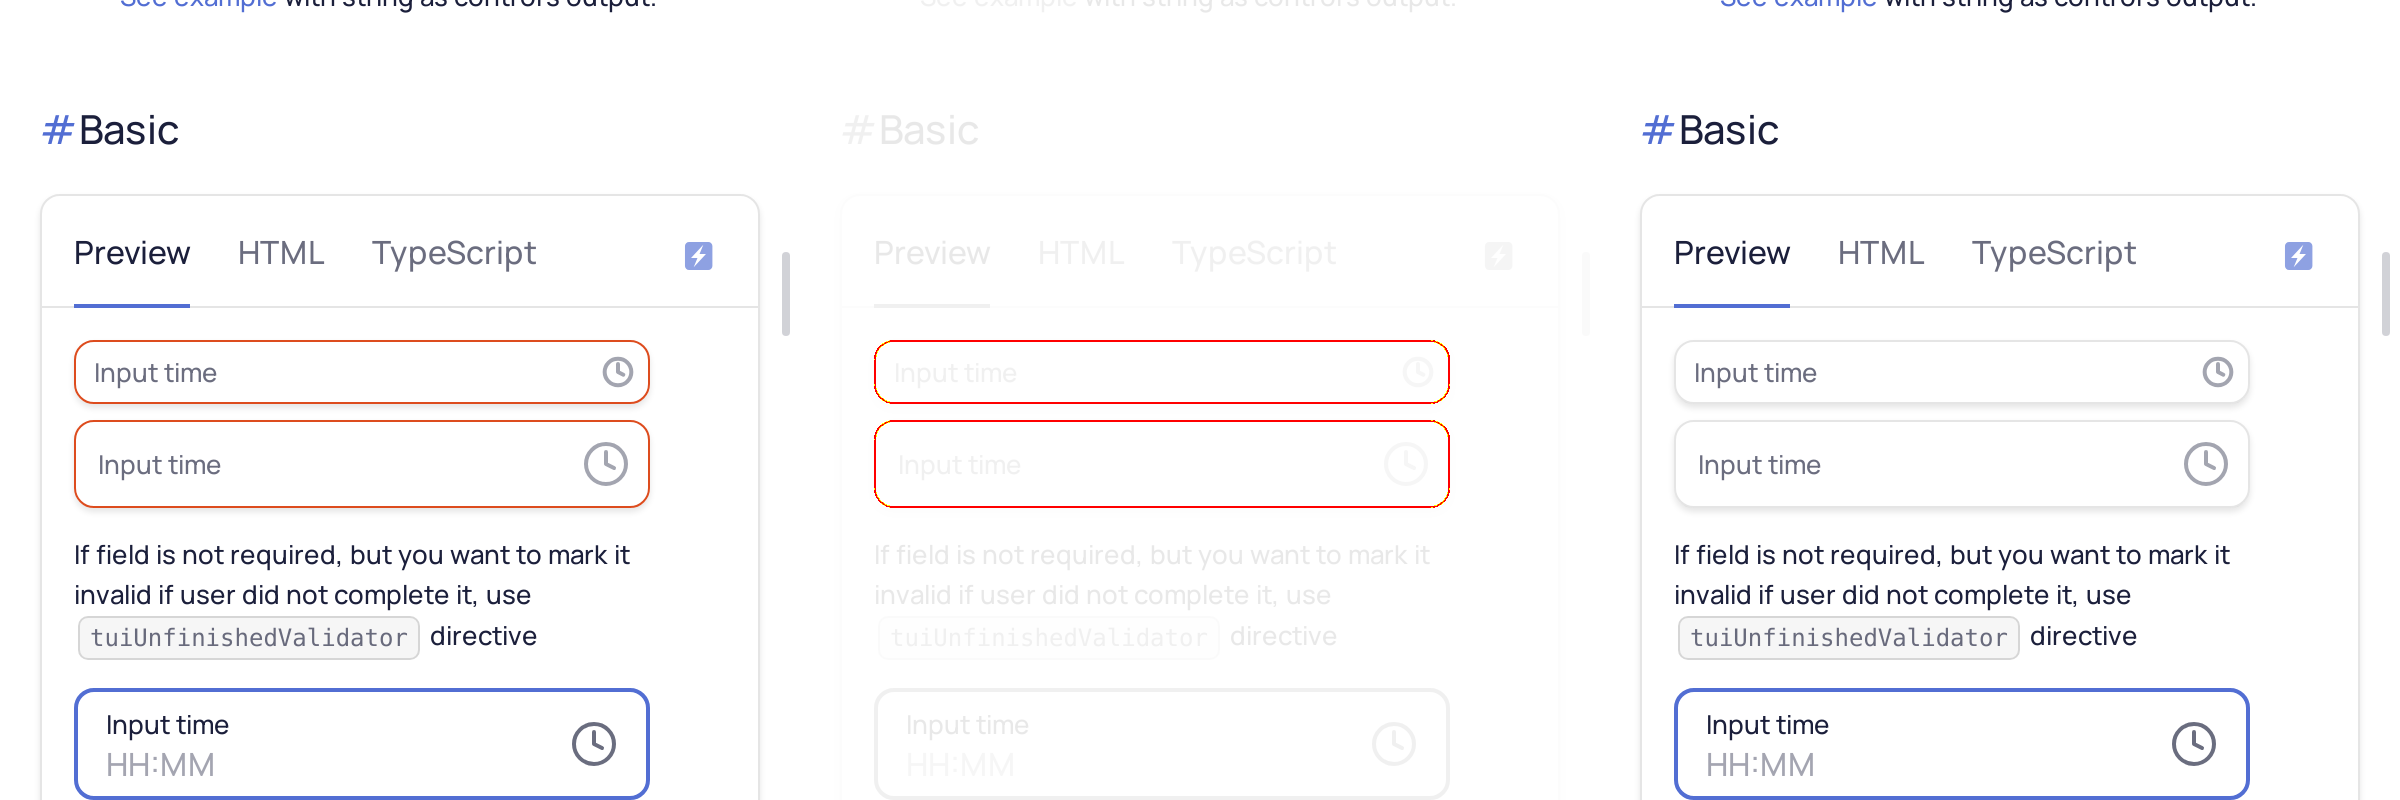 See example with string as control's output.
#Basic
Preview HTML TypeScript
Input time
Input time
If field is not required, but you want to mark it
invalid if user did not complete it, use
tuiUnfinishedValidator directive
Input time
HH:MM
See example with string as control's output.
#Basic
Preview HTML TypeScript
Input time
Input time
If field is not required, but you want to mark it
invalid if user did not complete it, use
tuiUnfinishedValidator directive
Input time
HH:MM
See example with string as control's output.
#Basic
Preview HTML TypeScript
Input time
Input time
If field is not required, but you want to mark it
invalid if user did not complete it, use
tuiUnfinishedValidator directive
Input time
HH:MM